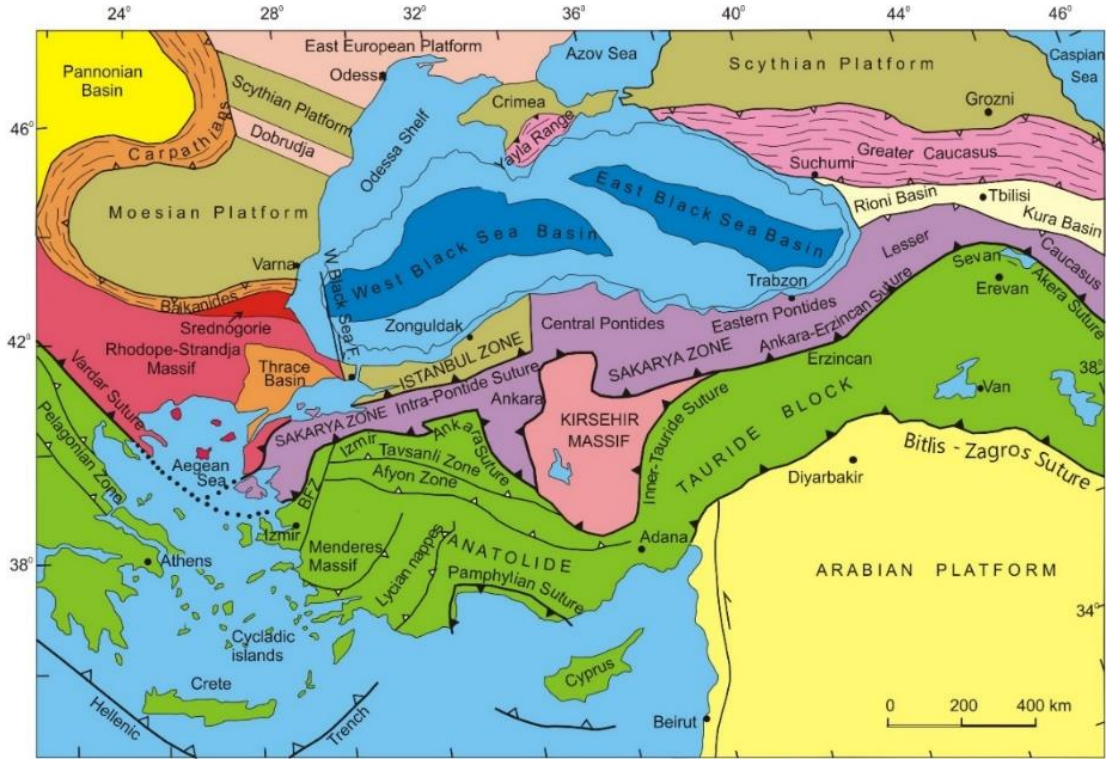 24° 28° 32° 36° 40° 44° 46°
East European Platform
Azov Sea
Scythian Platform
Caspian
Sea
Pannonian
Basin
Odessa
Scythian Platform
Crimea
Grozni
46°
Carpathians
Dobrudja
Odessa Shelf
Yayla Range
Greater Caucasus
Suchumi
Moesian Platform
East Black Sea Basin
Rioni Basin
Tbilisi
Kura Basin
West Black Sea Basin
Varna
W. Black Sea F.
Lesser
Caucasus
Sevan
Akera Suture
Erevan
Balkanides
Trabzon
Srednogorie
Zonguldak
Central Pontides
Eastern Pontides
Ankara-Erzincan Suture
42°
Rhodope-Strandja
Massif
ISTANBUL ZONE
SAKARYA ZONE
Erzincan
38°
Vardar Suture
Thrace
Basin
Intra-Pontide Suture
Ankara
SAKARYA ZONE
KIRSEHIR
MASSIF
Van
Pelagonian Zone
Izmir
Ankara Suture
Inner-Tauride Suture
TAURIDE BLOCK
Bitlis - Zagros Suture
Aegean
Sea
Tavsanli Zone
Afyon Zone
Diyarbakir
BFZ
Izmir
Adana
38°
Athens
Menderes
Massif
Lycian nappes
ANATOLIDE
Pamphylian Suture
ARABIAN PLATFORM
34°
Cycladic
islands
Crete
Cyprus
Hellenic
Trench
Beirut
0 200 400 km